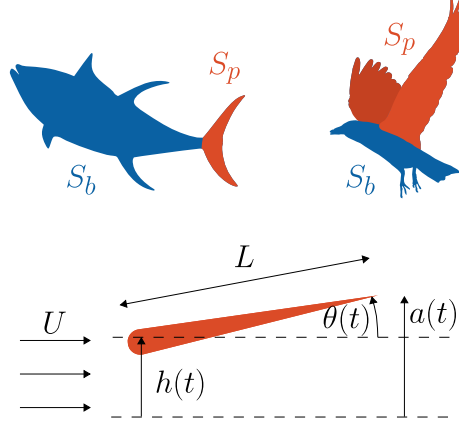 S_p S_p
S_b S_b
L
U θ(t) a(t)
h(t)